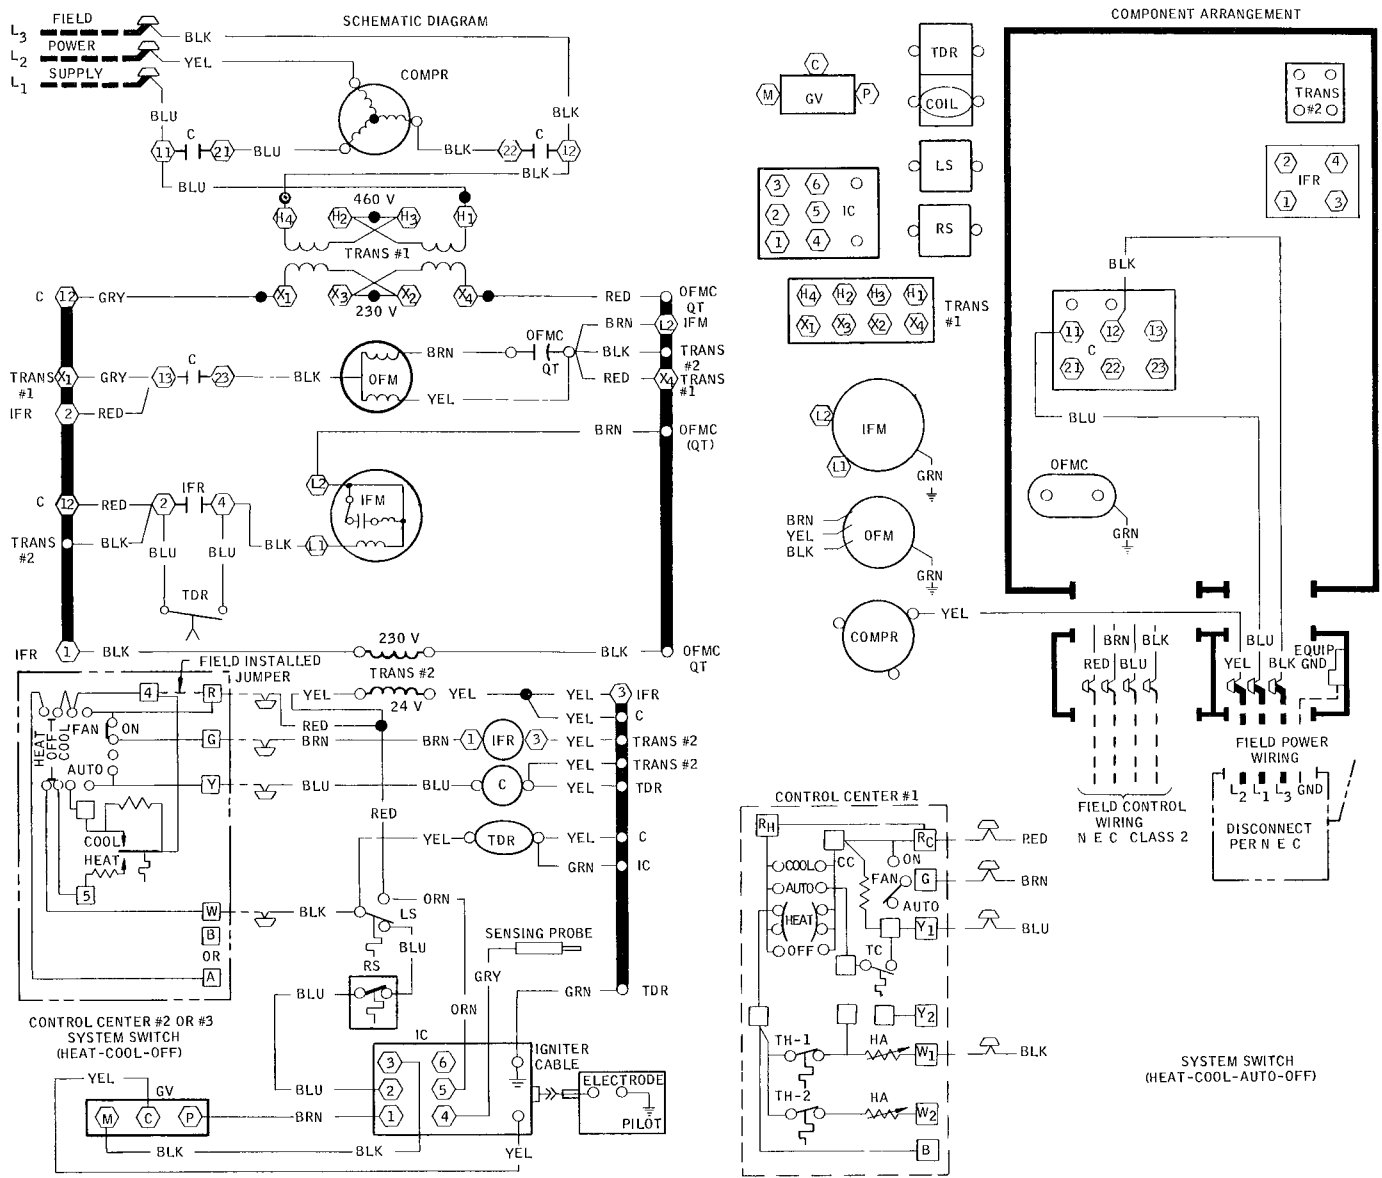 SCHEMATIC DIAGRAM
COMPONENT ARRANGEMENT
L3 FIELD BLK
L2 POWER YEL
L1 SUPPLY
COMPR
BLU
BLK
11 C 21 BLU
BLK 22 C 12
BLU
BLK
460 V
H4 H2 H3 H1
TRANS #1
X1 X3 X2 X4
230 V
C 12 GRY
RED OFMC QT
BRN L2 IFM
OFMC QT
BLK TRANS #2
RED X4 TRANS #1
TRANS #1 X1 GRY 13 C 23 BLK OFM BRN
YEL
IFR 2 RED
BRN OFMC (QT)
L2
IFM
C 12 RED 2 IFR 4
TRANS #2 BLK
BLU BLU
BLK L1
TDR
230 V
IFR 1 BLK
BLK OFMC QT
TRANS #2
24 V
FIELD INSTALLED JUMPER
4 R
YEL YEL YEL 3 IFR
YEL C
RED
HEAT OFF COOL
FAN ON
AUTO
G BRN BRN 1 IFR 3 YEL TRANS #2
YEL TRANS #2
Y BLU BLU C YEL TDR
RED
COOL
HEAT
5
YEL TDR YEL C
GRN IC
W BLK LS ORN
B
OR
A
BLU
RS
BLU
SENSING PROBE
GRY
ORN
GRN TDR
CONTROL CENTER #2 OR #3
SYSTEM SWITCH
(HEAT-COOL-OFF)
IC
3 6
2 5
1 4
IGNITER CABLE
ELECTRODE
PILOT
YEL
GV
M C P
BLU
BRN
BLK BLK
YEL
C
M GV P
TDR
COIL
LS
RS
3 6
2 5 IC
1 4
H4 H2 H3 H1
X1 X3 X2 X4
TRANS #1
L2
IFM
L1
GRN
BRN
YEL
BLK
OFM
GRN
COMPR
YEL
TRANS #2
2 4
IFR
1 3
BLK
11 12 13
C
21 22 23
BLU
OFMC
GRN
BRN BLK
RED BLU
BLU
YEL BLK
EQUIP GND
FIELD POWER
WIRING
L2 L1 L3 GND
DISCONNECT
PER N E C
FIELD CONTROL
WIRING
N E C CLASS 2
CONTROL CENTER #1
RH
RC RED
COOL CC ON
AUTO FAN G BRN
AUTO
HEAT
Y1 BLU
OFF TC
Y2
TH-1 HA W1 BLK
TH-2 HA W2
B
SYSTEM SWITCH
(HEAT-COOL-AUTO-OFF)